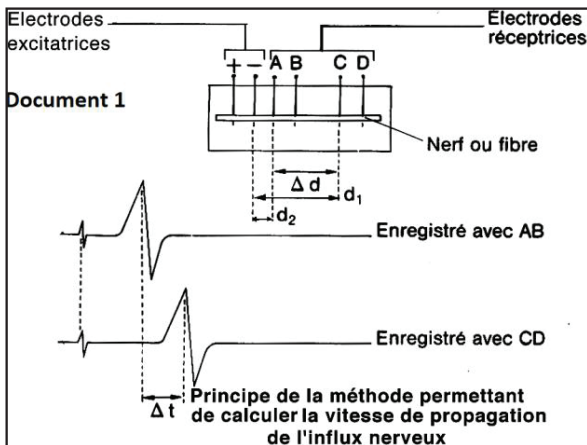 Electrodes
excitatrices
Electrodes
réceptrices
+ − A B C D
Document 1
Nerf ou fibre
Δ d
d₁
d₂
Enregistré avec AB
Enregistré avec CD
Δ t
Principe de la méthode permettant
de calculer la vitesse de propagation
de l'influx nerveux